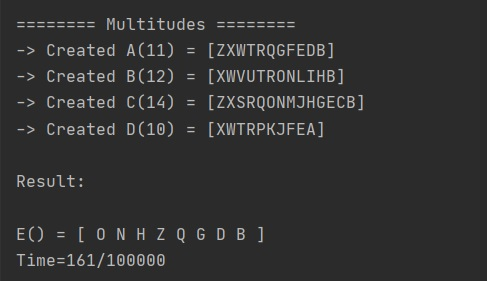 ======== Multitudes ========
-> Created A(11) = [ZXWTRQGFEDB]
-> Created B(12) = [XWVUTRONLIHB]
-> Created C(14) = [ZXSRQONMJHGECB]
-> Created D(10) = [XWTRPKJFEA]
Result:
E() = [ O N H Z Q G D B ]
Time=161/100000